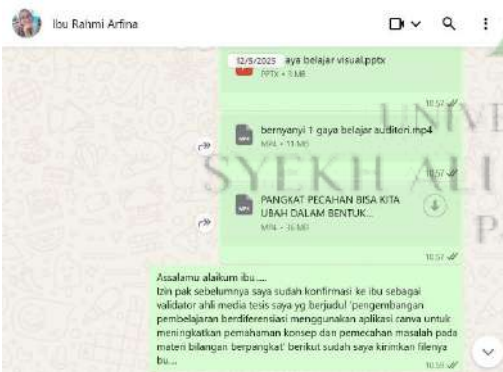 Ibu Rahmi Arfina
12/5/2025 aya belajar visual.pptx
PPTX • 3 MB
10.57
bernyanyi 1 gaya belajar auditori.mp4
MP4 • 11 MB
10.57
PANGKAT PECAHAN BISA KITA
UBAH DALAM BENTUK...
MP4 • 36 MB
10.57
UNIV
SYEKH ALI
P
Assalamu alaikum ibu.....
Izin pak sebelumnya saya sudah konfirmasi ke ibu sebagai
validator ahli media tesis saya yg berjudul 'pengembangan
pembelajaran berdiferensiasi menggunakan aplikasi canva untuk
meningkatkan pemahaman konsep dan pemecahan masalah pada
materi bilangan berpangkat' berikut sudah saya kirimkan filenya
bu...
10.59